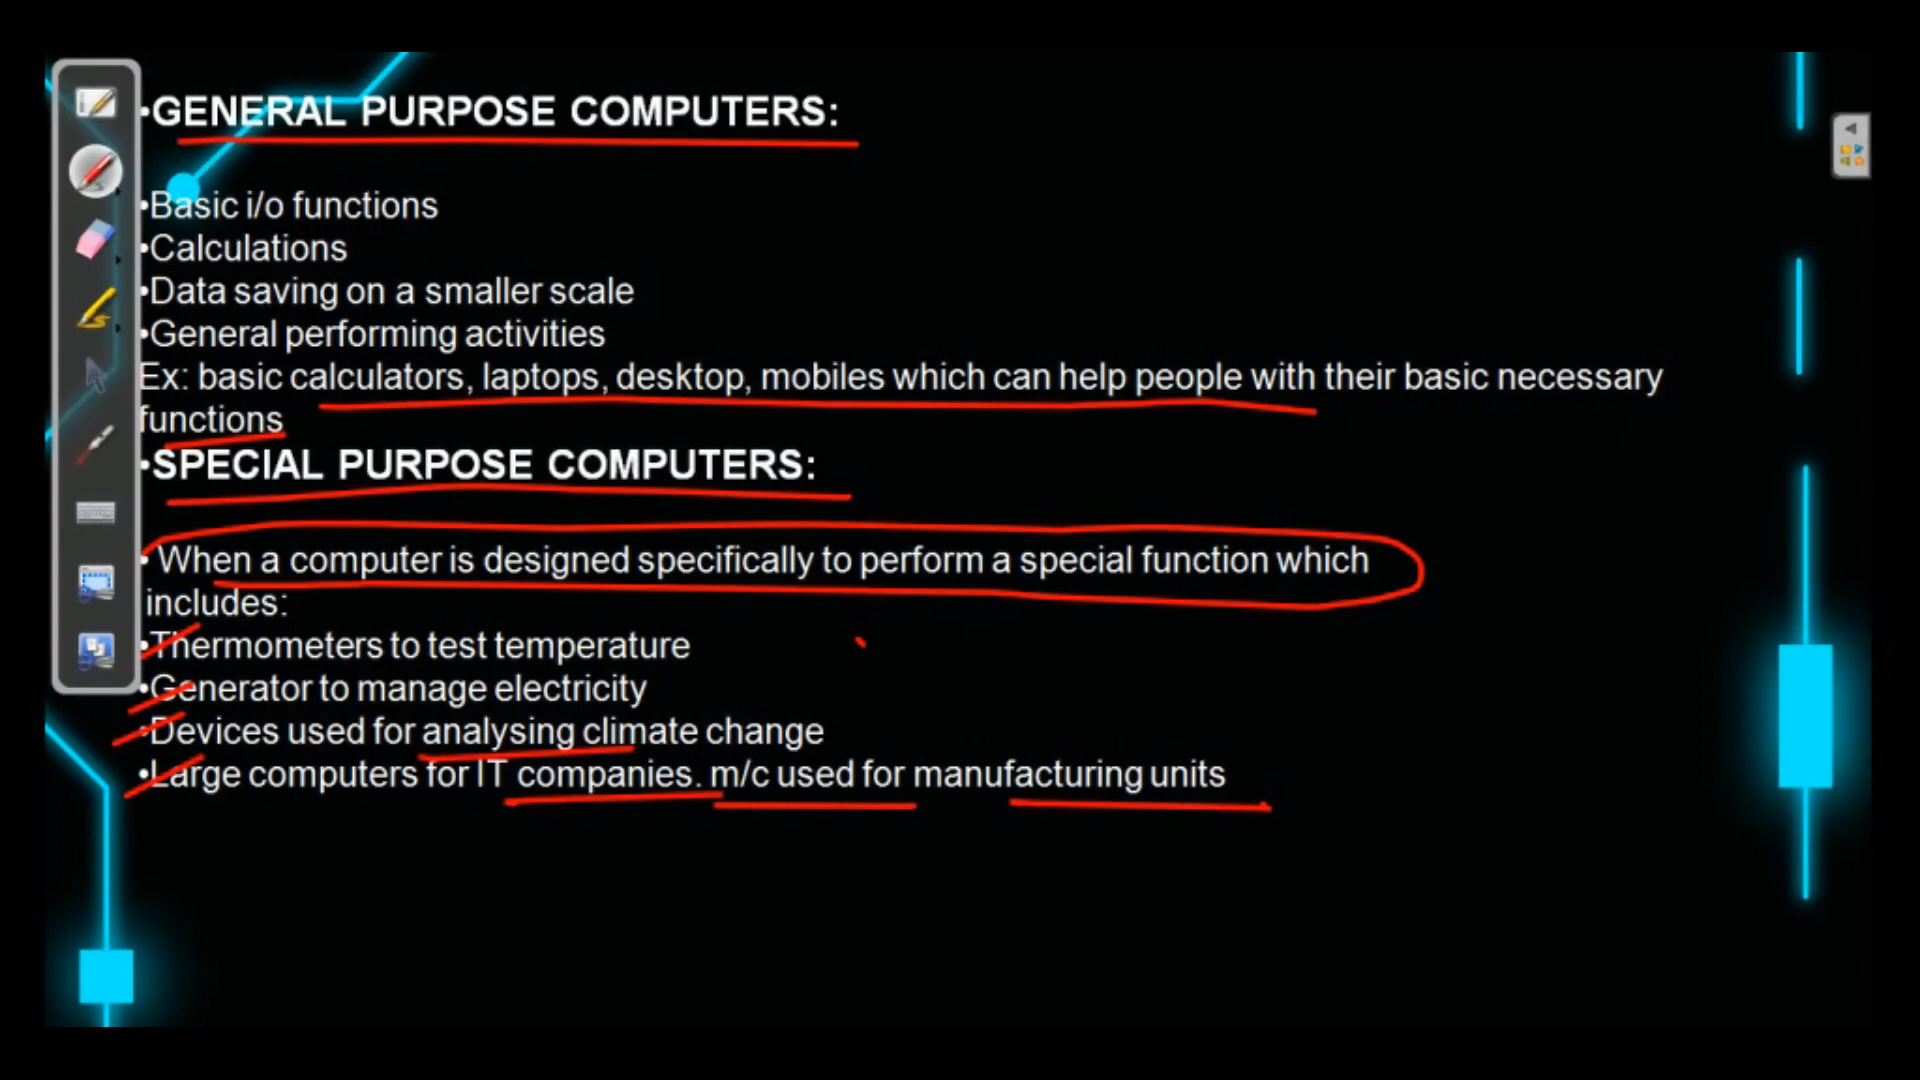 •GENERAL PURPOSE COMPUTERS:
•Basic i/o functions
•Calculations
•Data saving on a smaller scale
•General performing activities
Ex: basic calculators, laptops, desktop, mobiles which can help people with their basic necessary
functions
•SPECIAL PURPOSE COMPUTERS:
• When a computer is designed specifically to perform a special function which
includes:
•Thermometers to test temperature
•Generator to manage electricity
•Devices used for analysing climate change
•Large computers for IT companies. m/c used for manufacturing units